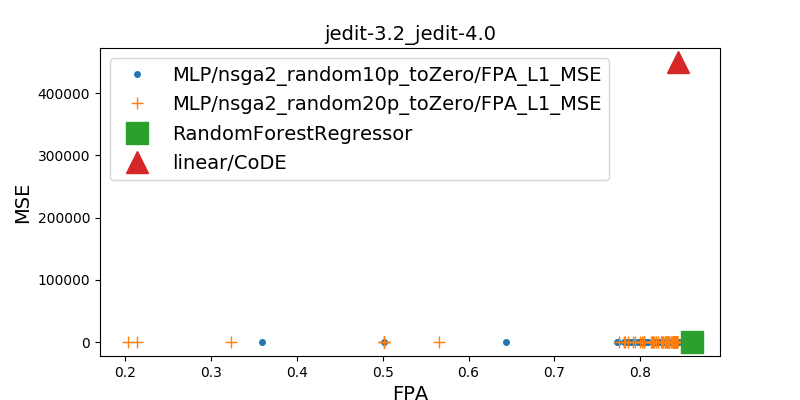 jedit-3.2_jedit-4.0
MLP/nsga2_random10p_toZero/FPA_L1_MSE
MLP/nsga2_random20p_toZero/FPA_L1_MSE
RandomForestRegressor
linear/CoDE
MSE
400000
300000
200000
100000
0
0.2 0.3 0.4 0.5 0.6 0.7 0.8
FPA